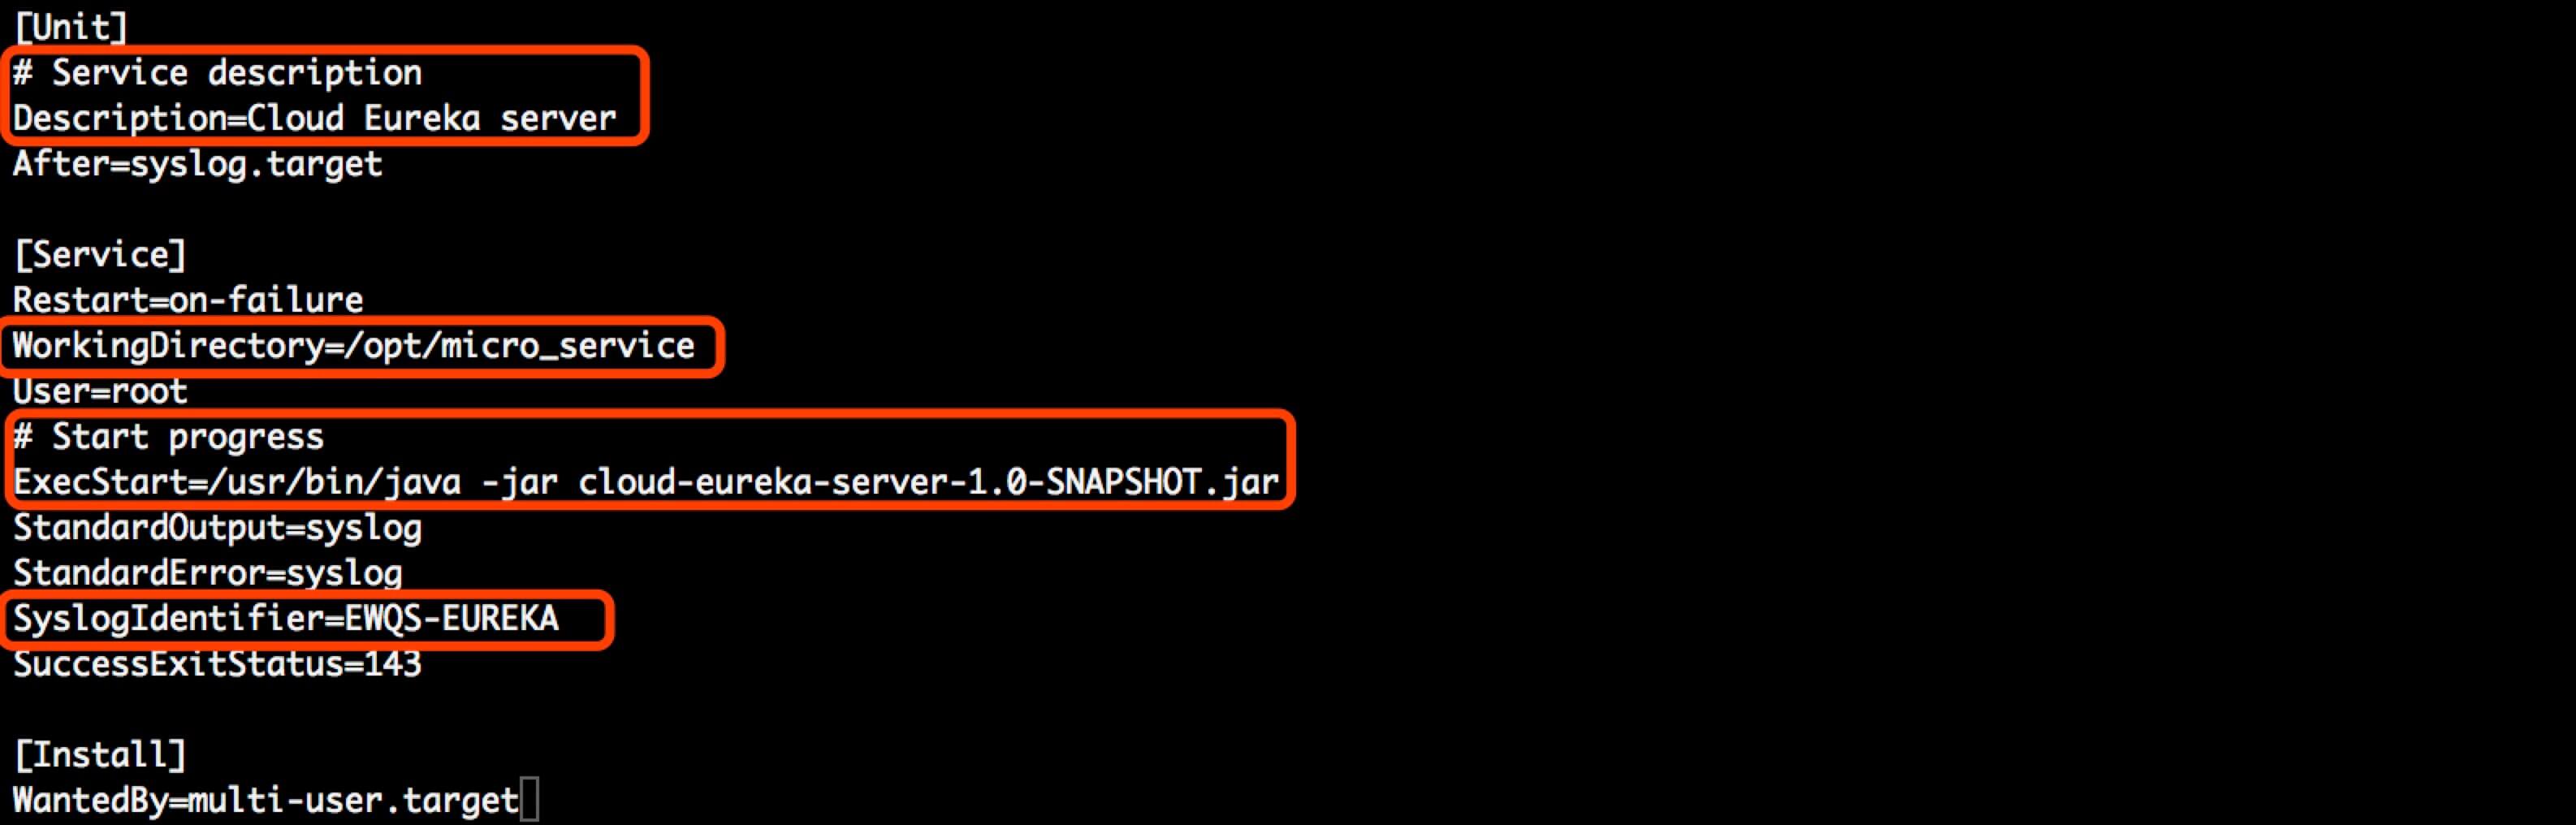 [Unit]
# Service description
Description=Cloud Eureka server
After=syslog.target
[Service]
Restart=on-failure
WorkingDirectory=/opt/micro_service
User=root
# Start progress
ExecStart=/usr/bin/java -jar cloud-eureka-server-1.0-SNAPSHOT.jar
StandardOutput=syslog
StandardError=syslog
SyslogIdentifier=EWQS-EUREKA
SuccessExitStatus=143
[Install]
WantedBy=multi-user.target